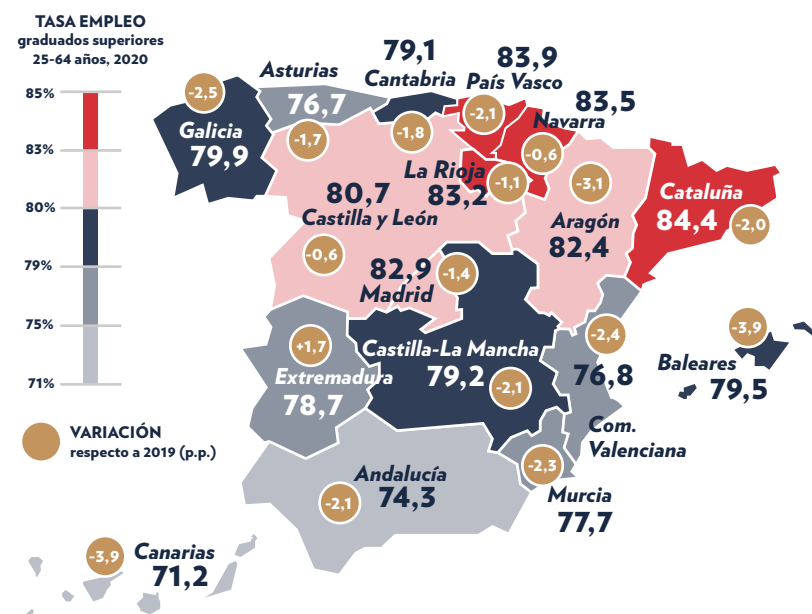 TASA EMPLEO
graduados superiores
25-64 años, 2020
85%
83%
80%
79%
75%
71%
VARIACIÓN
respecto a 2019 (p.p.)
-2,5
Galicia
79,9
Asturias
76,7
-1,7
79,1
Cantabria
-1,8
83,9
País Vasco
-2,1
83,5
Navarra
-0,6
La Rioja
83,2
-1,1
80,7
Castilla y León
-0,6
-3,1
Aragón
82,4
Cataluña
84,4
-2,0
82,9
Madrid
-1,4
+1,7
Extremadura
78,7
Castilla-La Mancha
79,2
-2,1
-2,4
76,8
Com.
Valenciana
-3,9
Baleares
79,5
-2,3
Murcia
77,7
Andalucía
74,3
-2,1
-3,9
Canarias
71,2